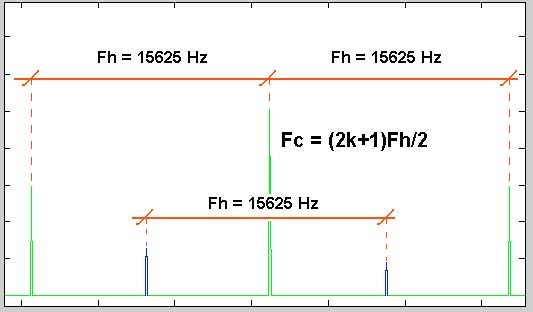 Fh = 15625 Hz Fh = 15625 Hz
Fc = (2k+1)Fh/2
Fh = 15625 Hz